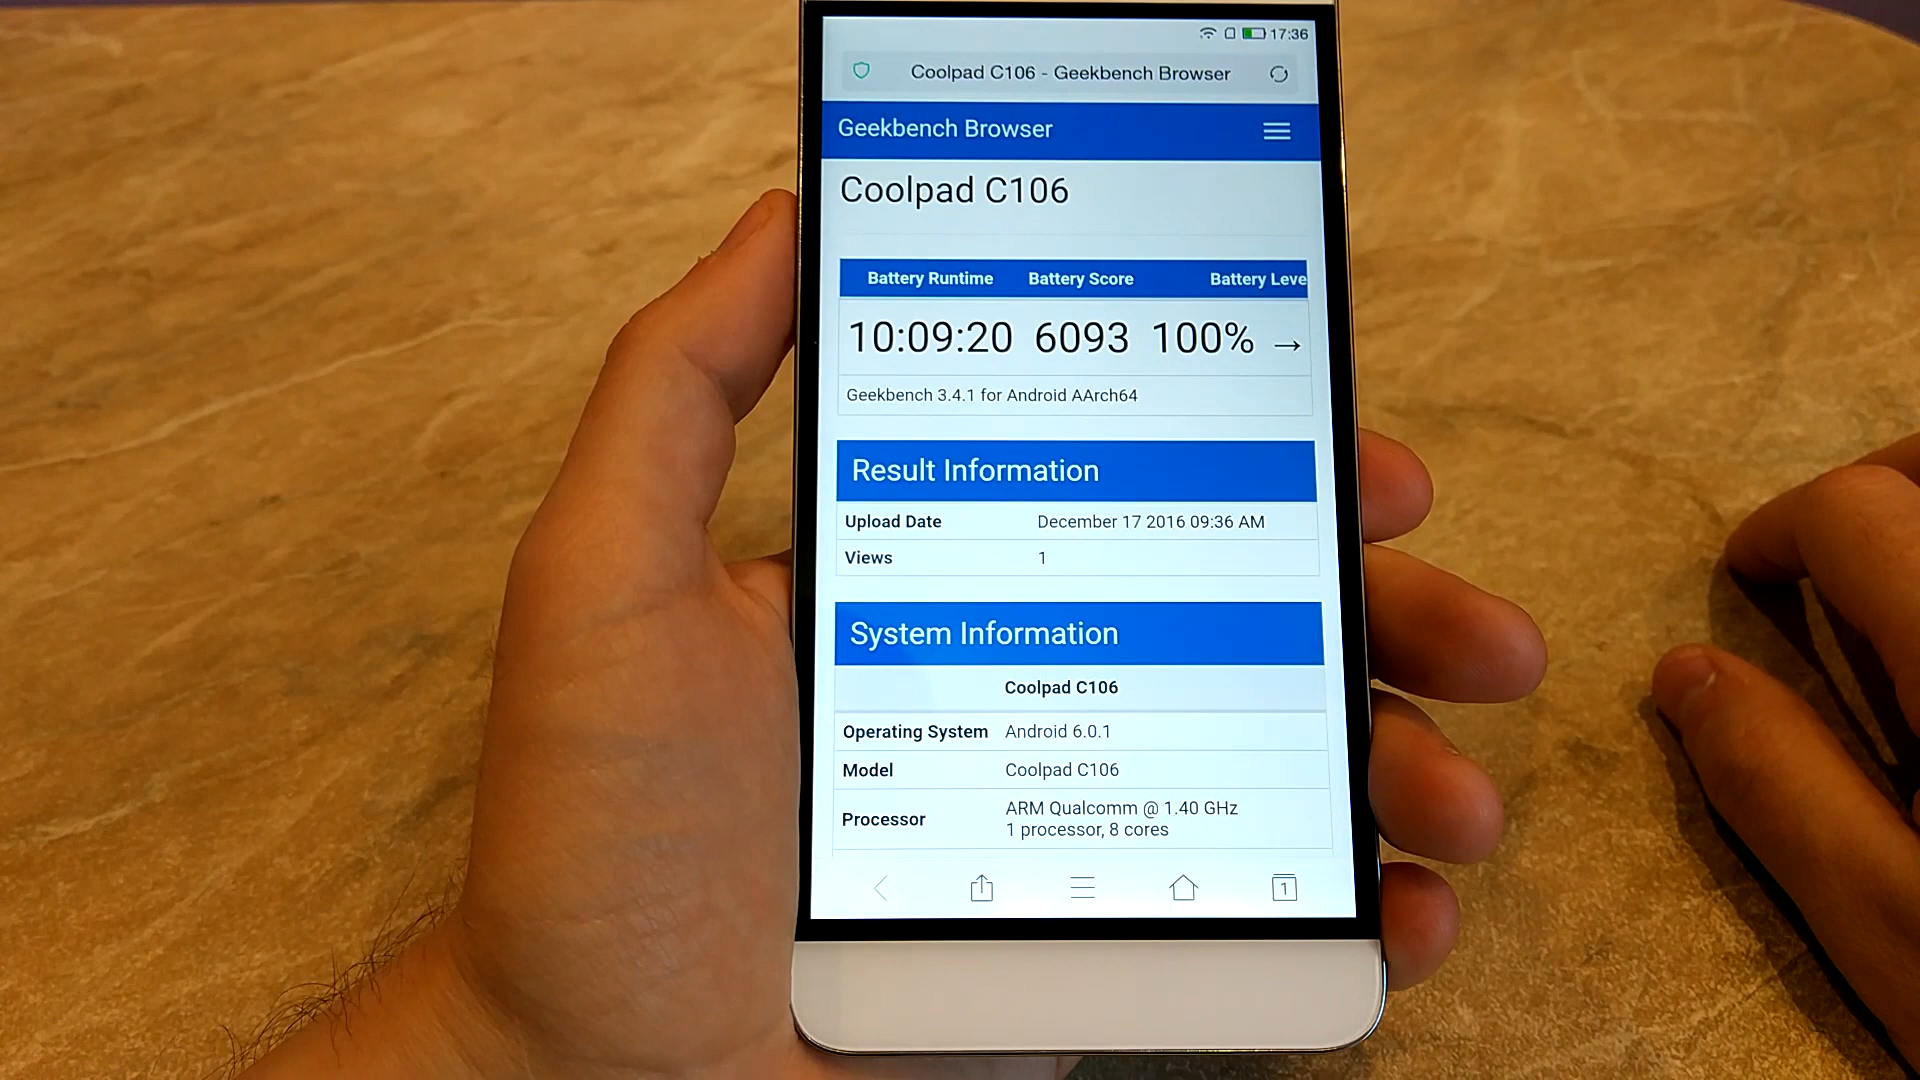 17:36
Coolpad C106 - Geekbench Browser
Geekbench Browser
Coolpad C106
Battery Runtime Battery Score Battery Leve
10:09:20 6093 100% →
Geekbench 3.4.1 for Android AArch64
Result Information
Upload Date December 17 2016 09:36 AM
Views 1
System Information
Coolpad C106
Operating System Android 6.0.1
Model Coolpad C106
Processor ARM Qualcomm @ 1.40 GHz
1 processor, 8 cores
1